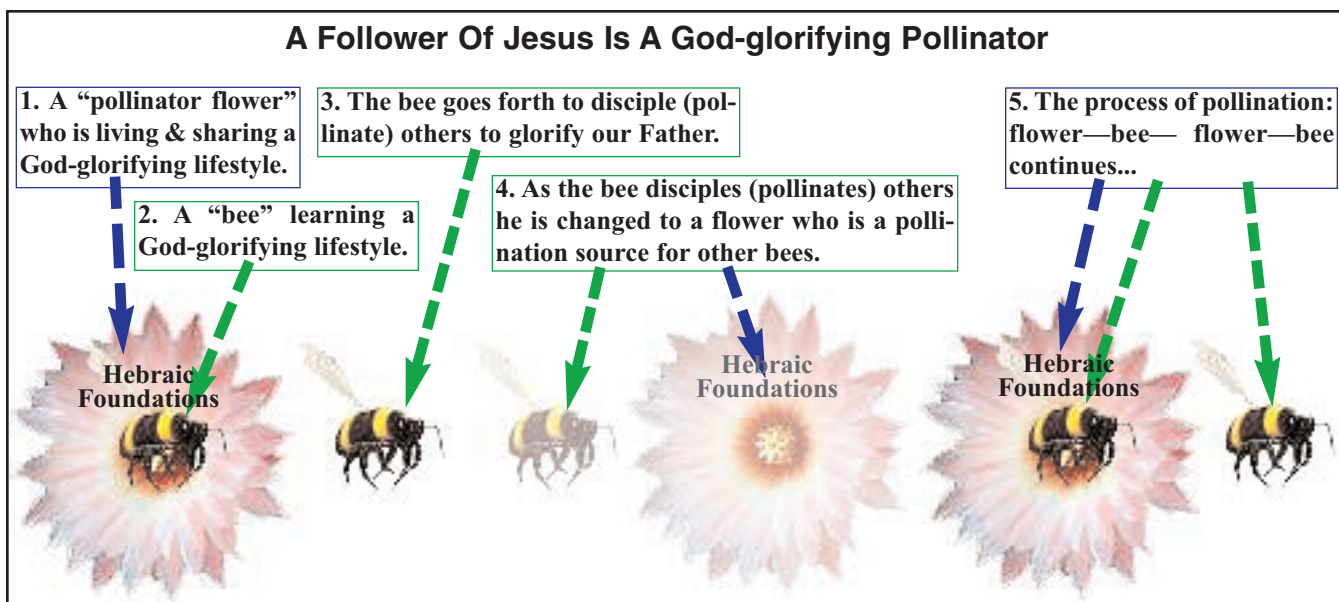 A Follower Of Jesus Is A God-glorifying Pollinator
1. A “pollinator flower”
who is living & sharing a
God-glorifying lifestyle.
2. A “bee” learning a
God-glorifying lifestyle.
3. The bee goes forth to disciple (pol-
linate) others to glorify our Father.
4. As the bee disciples (pollinates) others
he is changed to a flower who is a polli-
nation source for other bees.
5. The process of pollination:
flower—bee— flower—bee
continues...
Hebraic
Foundations
Hebraic
Foundations
Hebraic
Foundations